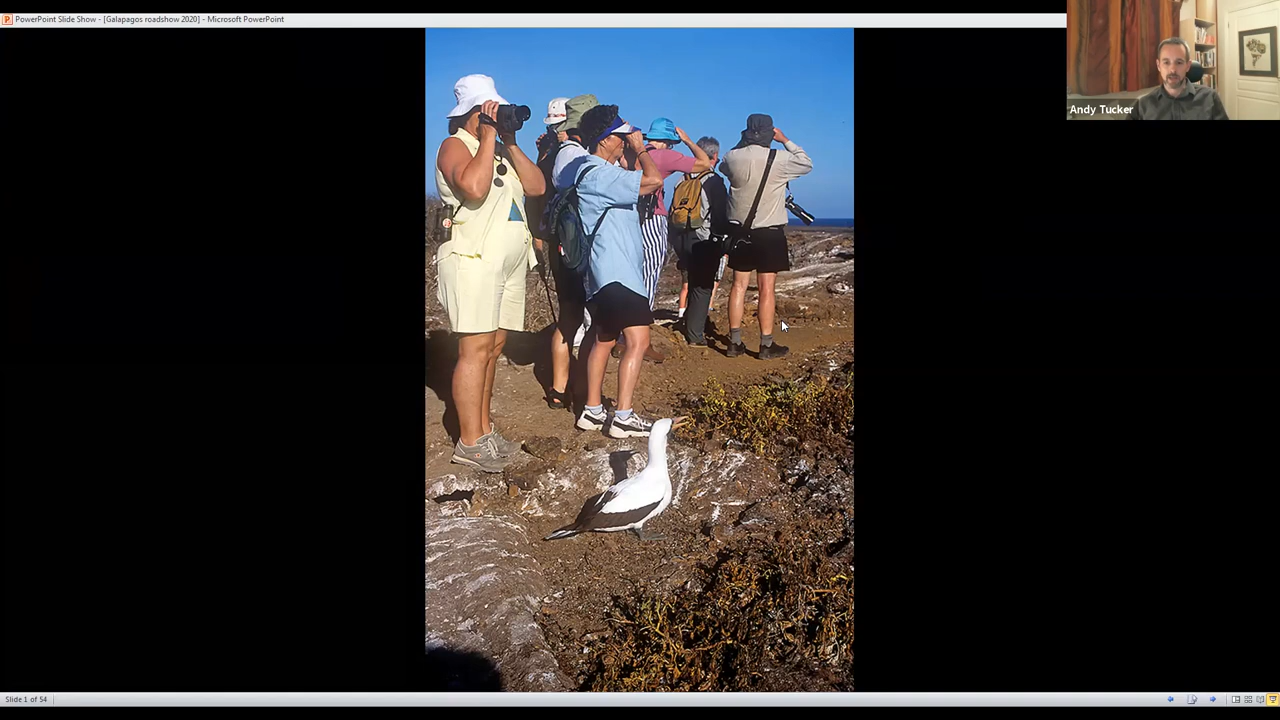 PowerPoint Slide Show - [Galapagos roadshow 2020] - Microsoft PowerPoint
Andy Tucker
Slide 1 of 54